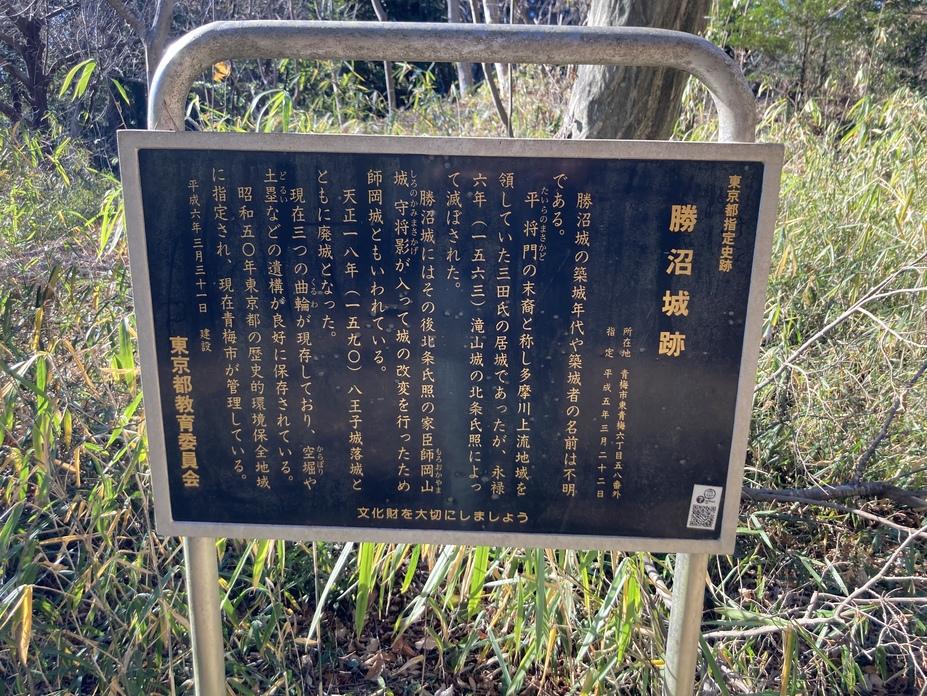 東京都指定史跡
勝沼城跡
所在地 青梅市東青梅六丁目五八番外
指定 平成五年三月二十二日
勝沼城の築城年代や築城者の名前は不明
である。
平将門の末裔と称し多摩川上流地域を
領していた三田氏の居城であったが、永禄
六年(一五六三)滝山城の北条氏照によっ
て滅ぼされた。
勝沼城にはその後北条氏照の家臣師岡山
城守将影が入って城の改変を行ったため
師岡城ともいわれている。
天正一八年(一五九〇)八王子城落城と
ともに廃城となった。
現在三つの曲輪が現存しており、空堀や
土塁などの遺構が良好に保存されている。
昭和五〇年東京都の歴史的環境保全地域
に指定され、現在青梅市が管理している。
平成六年三月三十一日 建設
東京都教育委員会
文化財を大切にしましょう